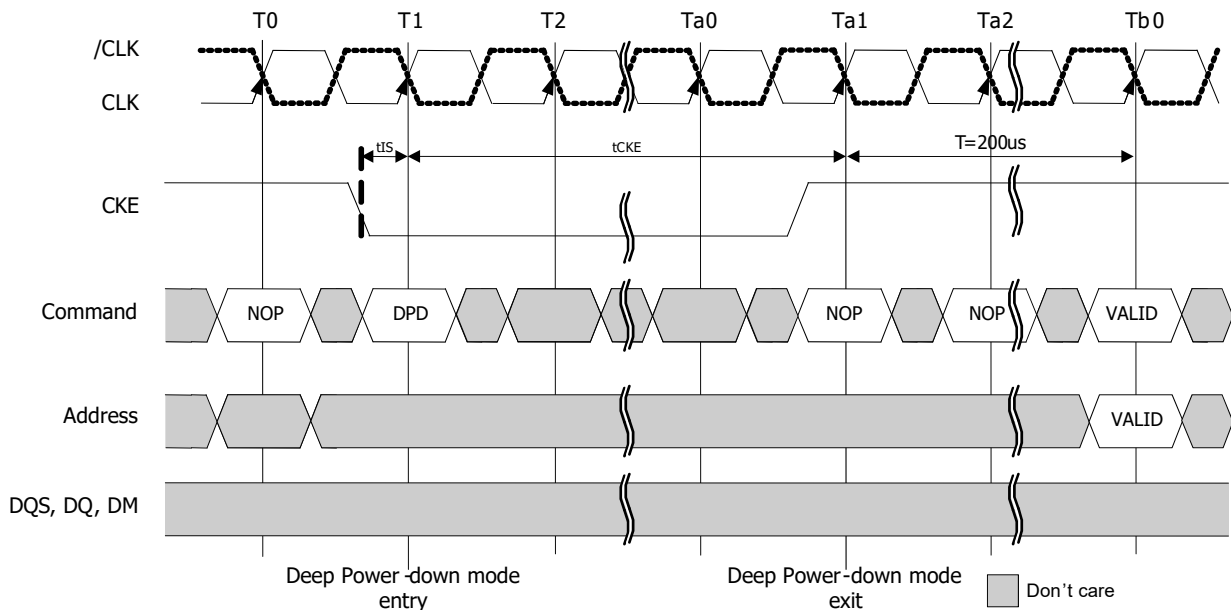 T0 T1 T2 Ta0 Ta1 Ta2 Tb0
/CLK
CLK
tIS tCKE T=200us
CKE
Command NOP DPD NOP NOP VALID
Address VALID
DQS, DQ, DM
Deep Power-down mode
entry
Deep Power-down mode
exit
Don't care